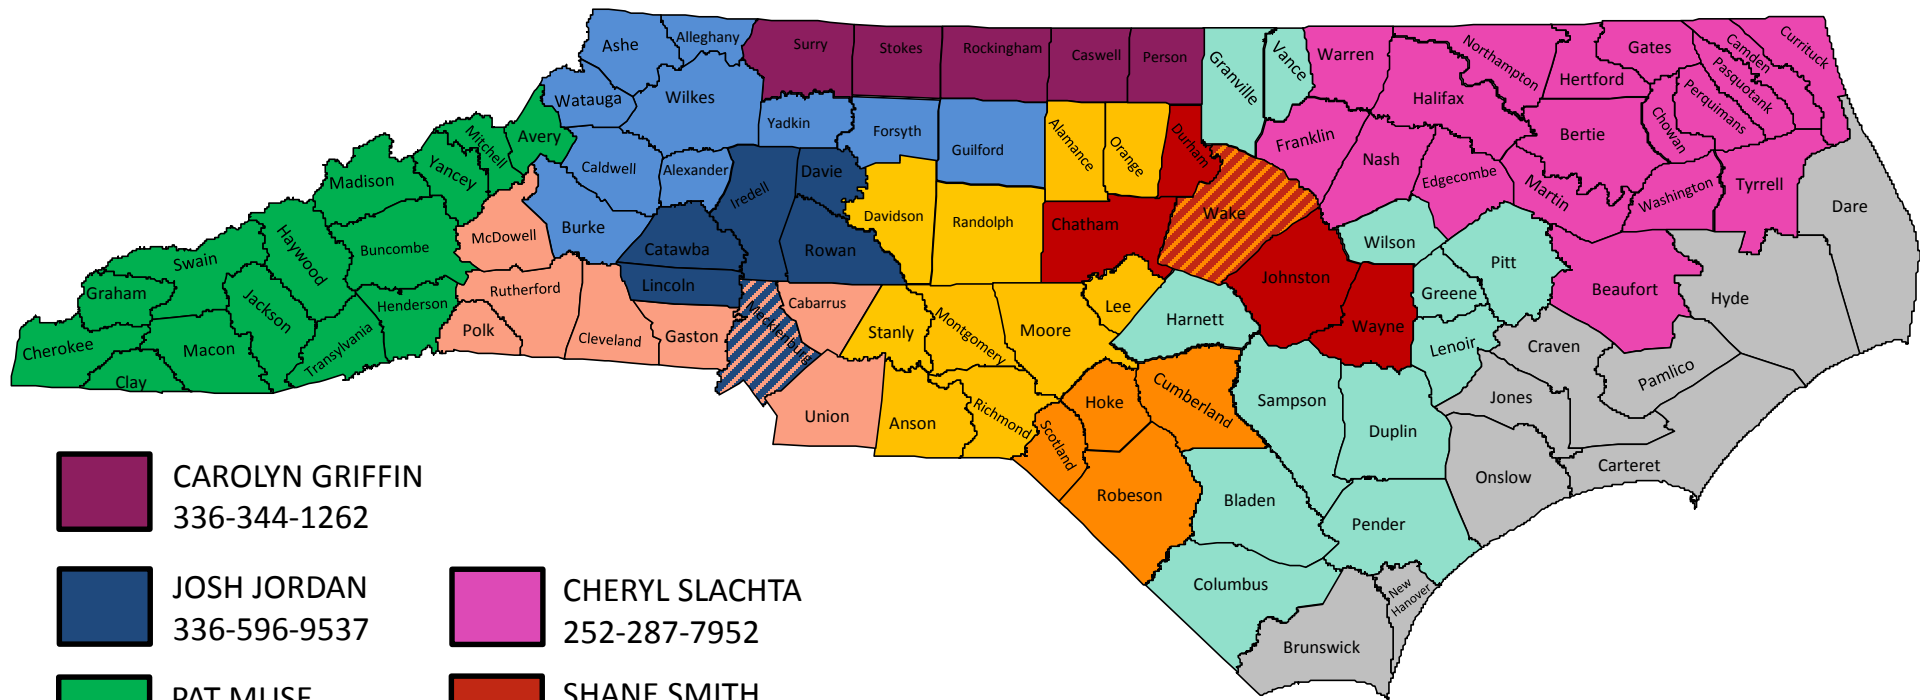 Ashe
Alleghany
Surry
Stokes
Rockingham
Caswell
Person
Granville
Vance
Warren
Northampton
Gates
Camden
Currituck
Hertford
Pasquotank
Perquimans
Chowan
Halifax
Bertie
Watauga
Wilkes
Yadkin
Forsyth
Guilford
Alamance
Orange
Durham
Franklin
Nash
Edgecombe
Martin
Washington
Tyrrell
Dare
Avery
Mitchell
Yancey
Madison
Caldwell
Alexander
Iredell
Davie
Davidson
Randolph
Chatham
Wake
Wilson
Pitt
Beaufort
Hyde
Swain
Haywood
Buncombe
McDowell
Burke
Catawba
Rowan
Johnston
Greene
Graham
Jackson
Henderson
Rutherford
Lincoln
Mecklenburg
Cabarrus
Stanly
Montgomery
Moore
Lee
Harnett
Wayne
Lenoir
Craven
Pamlico
Cherokee
Clay
Macon
Transylvania
Polk
Cleveland
Gaston
Union
Anson
Richmond
Scotland
Hoke
Cumberland
Sampson
Duplin
Jones
Onslow
Carteret
Robeson
Bladen
Pender
Columbus
Brunswick
New
Hanover
CAROLYN GRIFFIN
336-344-1262
JOSH JORDAN
336-596-9537
CHERYL SLACHTA
252-287-7952
PAT MUSE
SHANE SMITH